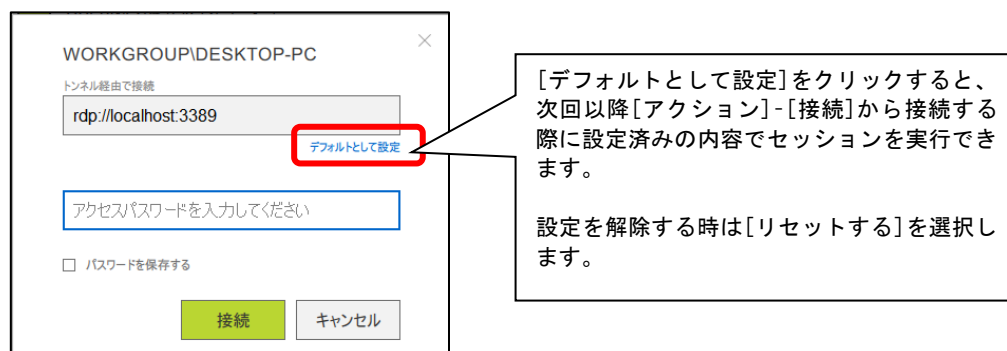 WORKGROUP\DESKTOP-PC
トンネル経由で接続
rdp://localhost:3389
デフォルトとして設定
アクセスパスワードを入力してください
パスワードを保存する
接続
キャンセル
[デフォルトとして設定]をクリックすると、
次回以降[アクション]-[接続]から接続する
際に設定済みの内容でセッションを実行でき
ます。
設定を解除する時は[リセットする]を選択し
ます。